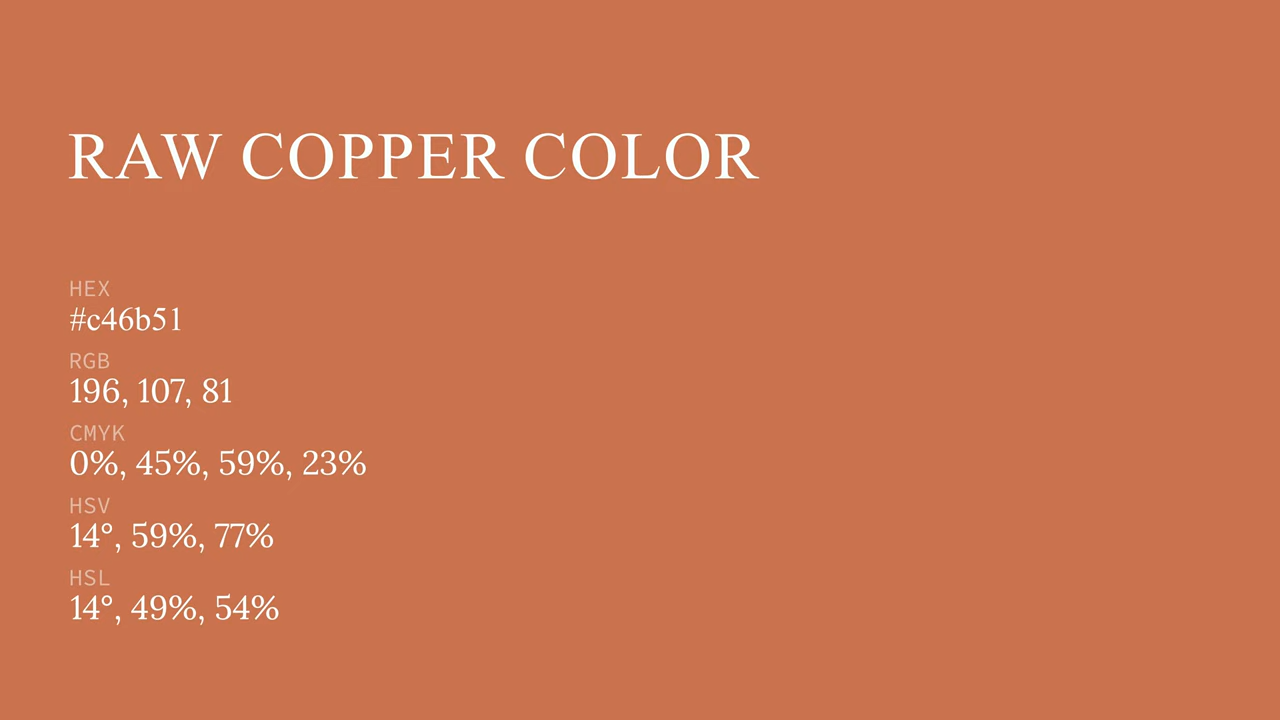 RAW COPPER COLOR
HEX
#c46b51
RGB
196, 107, 81
CMYK
0%, 45%, 59%, 23%
HSV
14°, 59%, 77%
HSL
14°, 49%, 54%